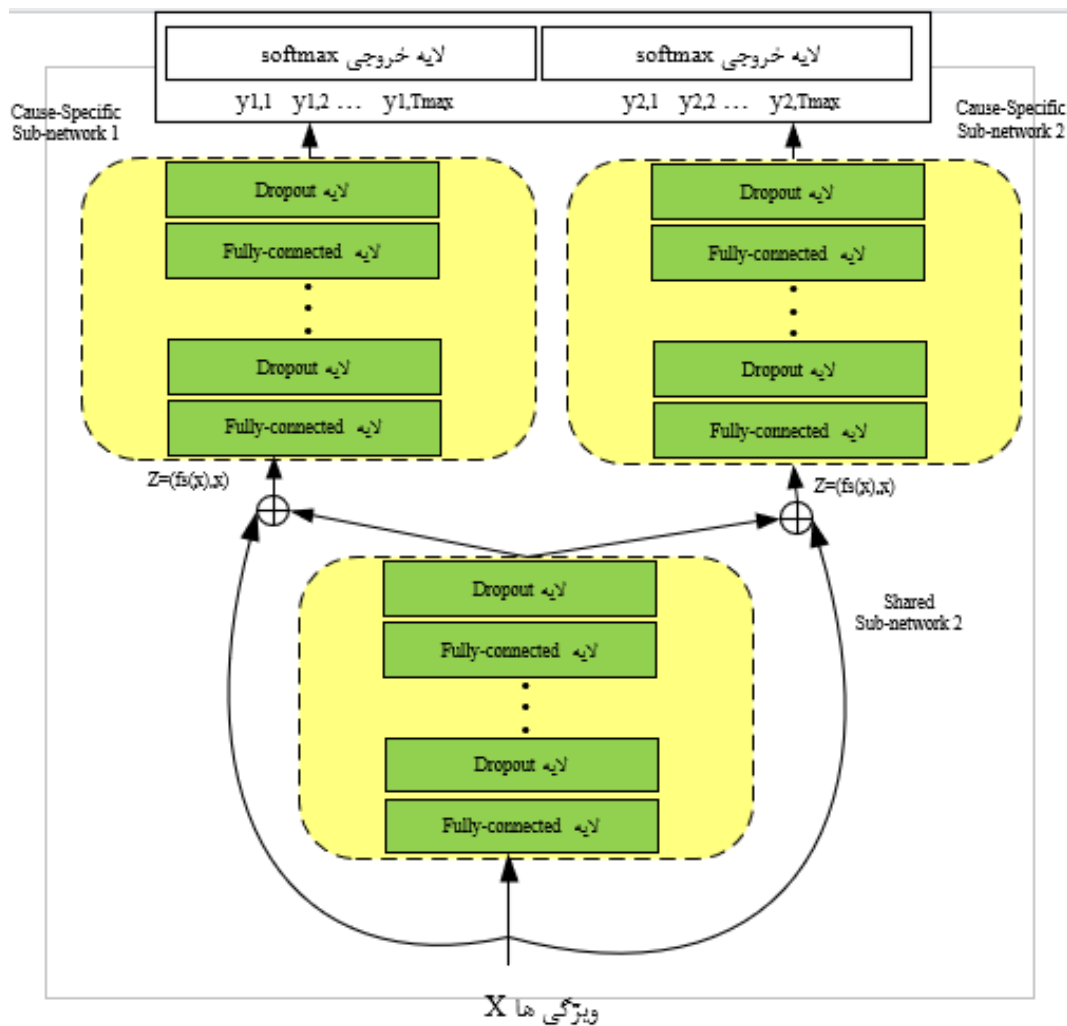 لایه خروجی softmax
لایه خروجی softmax
y1,1 y1,2 ... y1,Tmax
y2,1 y2,2 ... y2,Tmax
Cause-Specific
Sub-network 1
Cause-Specific
Sub-network 2
لایه Dropout
لایه Fully-connected
لایه Dropout
لایه Fully-connected
لایه Dropout
لایه Fully-connected
لایه Dropout
لایه Fully-connected
Z=(fs(x),x)
Z=(fs(x),x)
لایه Dropout
لایه Fully-connected
لایه Dropout
لایه Fully-connected
Shared
Sub-network 2
ویژگی ها X